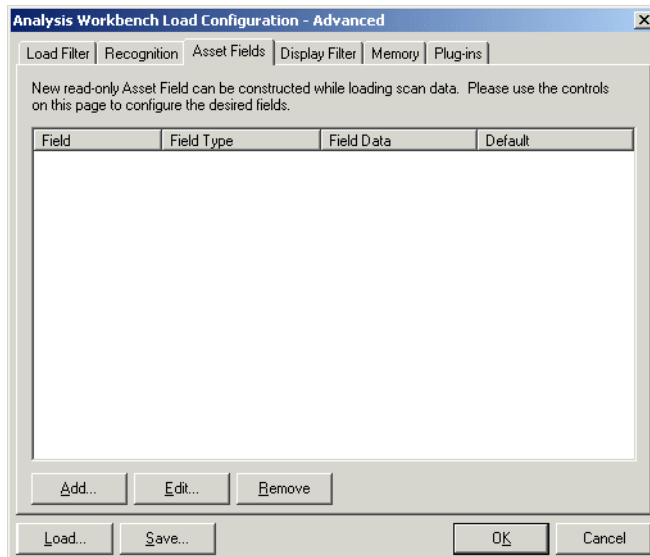 Analysis Workbench Load Configuration - Advanced
Load Filter Recognition Asset Fields Display Filter Memory Plug-ins
New read-only Asset Field can be constructed while loading scan data. Please use the controls
on this page to configure the desired fields.
Field Field Type Field Data Default
Add... Edit... Remove
Load... Save... OK Cancel